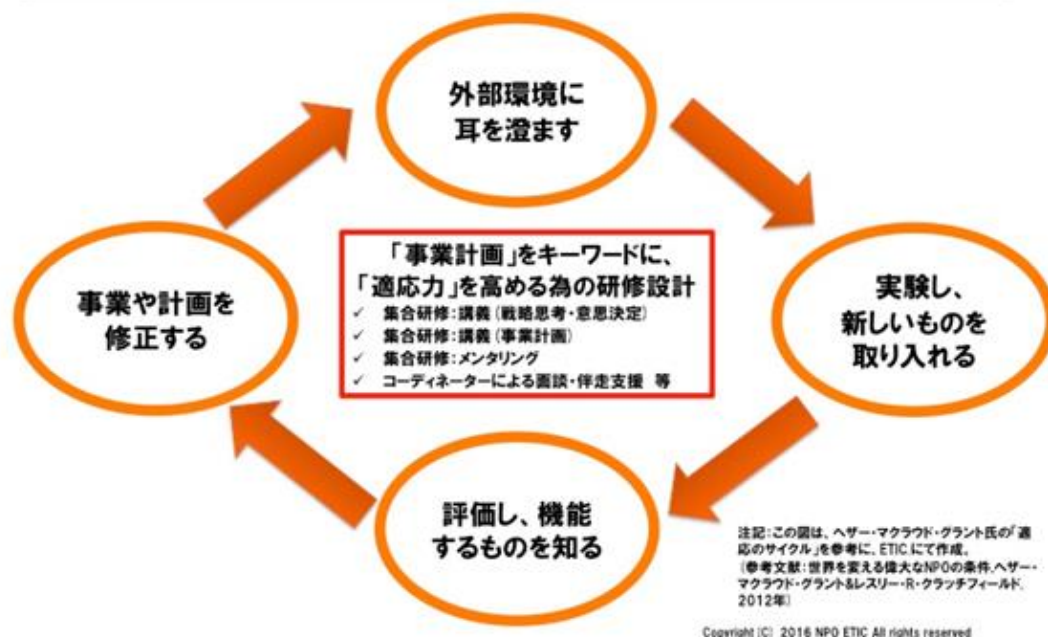 外部環境に
耳を澄ます
「事業計画」をキーワードに、
「適応力」を高める為の研修設計
✓ 集合研修:講義(戦略思考・意思決定)
✓ 集合研修:講義(事業計画)
✓ 集合研修:メンタリング
✓ コーディネーターによる面談・伴走支援 等
事業や計画を
修正する
実験し、
新しいものを
取り入れる
評価し、機能
するものを知る
注記:この図は、ヘザー・マクラウド・グラント氏の「適
応のサイクル」を参考に、ETIC.にて作成。
(参考文献:世界を変える偉大なNPOの条件、ヘザー・
マクラウド・グラント&レスリー・R・クラッチフィールド、
2012年)
Copyright (C) 2016 NPO ETIC All rights reserved